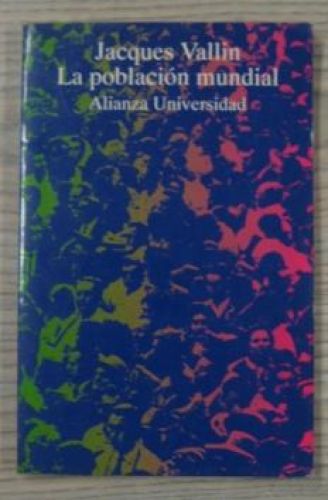 Jacques Vallin
La población mundial
Alianza Universidad